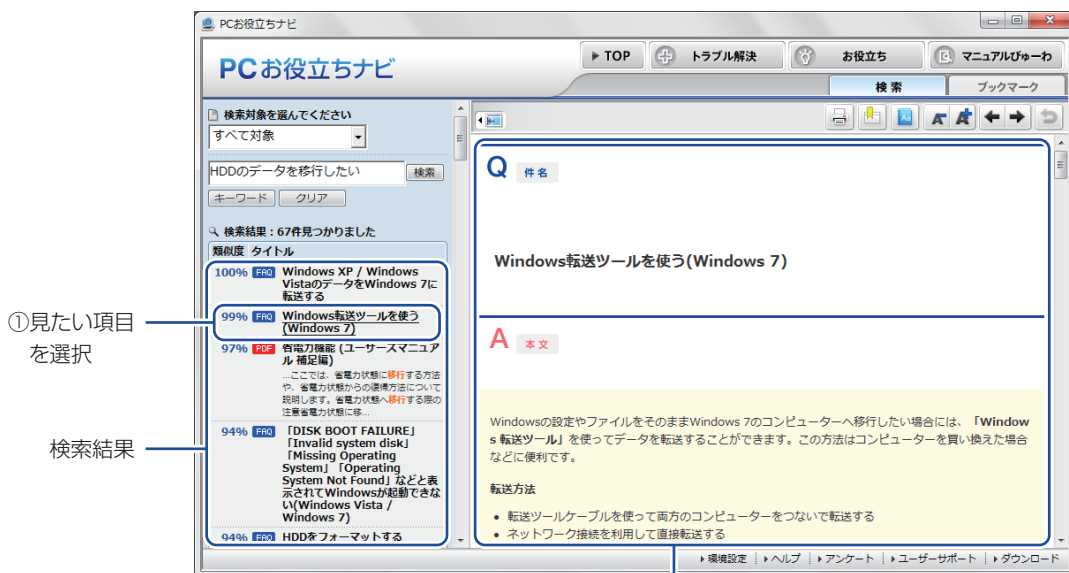 PCお役立ちナビ
PCお役立ちナビ
TOP
トラブル解決
お役立ち
マニュアルびゅーわ
検索
ブックマーク
検索対象を選んでください
すべて対象
HDDのデータを移行したい
検索
キーワード
クリア
検索結果：67件見つかりました
類似度 タイトル
100% FAQ Windows XP / Windows
VistaのデータをWindows 7に
転送する
99% FAQ Windows転送ツールを使う
(Windows 7)
97% PDF 省電力機能 (ユーザーズマニュア
ル 補足編)
...ここでは、省電力状態に移行する方法
や、省電力状態からの復帰方法について
説明します。省電力状態へ移行する際の
注意省電力状態に移...
94% FAQ 「DISK BOOT FAILURE」
「Invalid system disk」
「Missing Operating
System」「Operating
System Not Found」などと表
示されてWindowsが起動できな
い(Windows Vista /
Windows 7)
94% FAQ HDDをフォーマットする
①見たい項目
を選択
検索結果
Q 件名
Windows転送ツールを使う(Windows 7)
A 本文
Windowsの設定やファイルをそのままWindows 7のコンピューターへ移行したい場合には、「Window
s 転送ツール」を使ってデータを転送することができます。この方法はコンピューターを買い換えた場合
などに便利です。
転送方法
• 転送ツールケーブルを使って両方のコンピューターをつないで転送する
• ネットワーク接続を利用して直接転送する
環境設定
ヘルプ
アンケート
ユーザーサポート
ダウンロード